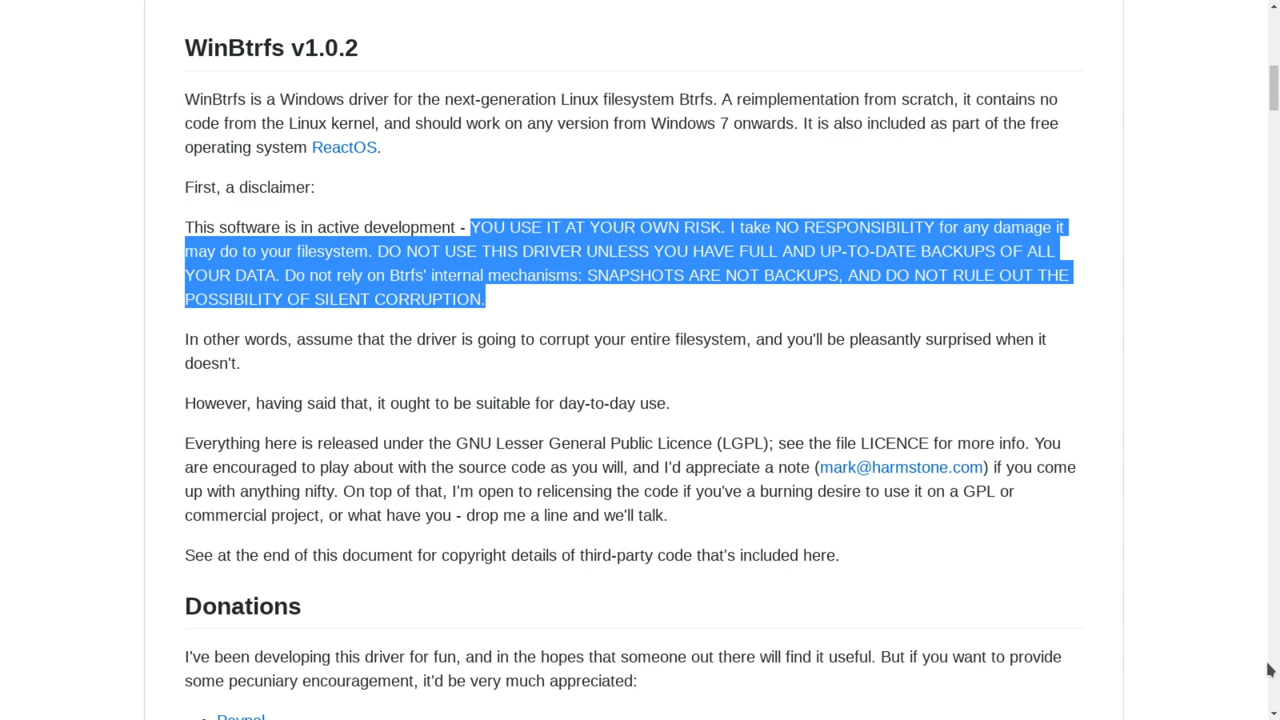 WinBtrfs v1.0.2
WinBtrfs is a Windows driver for the next-generation Linux filesystem Btrfs. A reimplementation from scratch, it contains no
code from the Linux kernel, and should work on any version from Windows 7 onwards. It is also included as part of the free
operating system ReactOS.
First, a disclaimer:
This software is in active development - YOU USE IT AT YOUR OWN RISK. I take NO RESPONSIBILITY for any damage it
may do to your filesystem. DO NOT USE THIS DRIVER UNLESS YOU HAVE FULL AND UP-TO-DATE BACKUPS OF ALL
YOUR DATA. Do not rely on Btrfs' internal mechanisms: SNAPSHOTS ARE NOT BACKUPS, AND DO NOT RULE OUT THE
POSSIBILITY OF SILENT CORRUPTION.
In other words, assume that the driver is going to corrupt your entire filesystem, and you'll be pleasantly surprised when it
doesn't.
However, having said that, it ought to be suitable for day-to-day use.
Everything here is released under the GNU Lesser General Public Licence (LGPL); see the file LICENCE for more info. You
are encouraged to play about with the source code as you will, and I'd appreciate a note (mark@harmstone.com) if you come
up with anything nifty. On top of that, I'm open to relicensing the code if you've a burning desire to use it on a GPL or
commercial project, or what have you - drop me a line and we'll talk.
See at the end of this document for copyright details of third-party code that's included here.
Donations
I've been developing this driver for fun, and in the hopes that someone out there will find it useful. But if you want to provide
some pecuniary encouragement, it'd be very much appreciated:
• Paypal